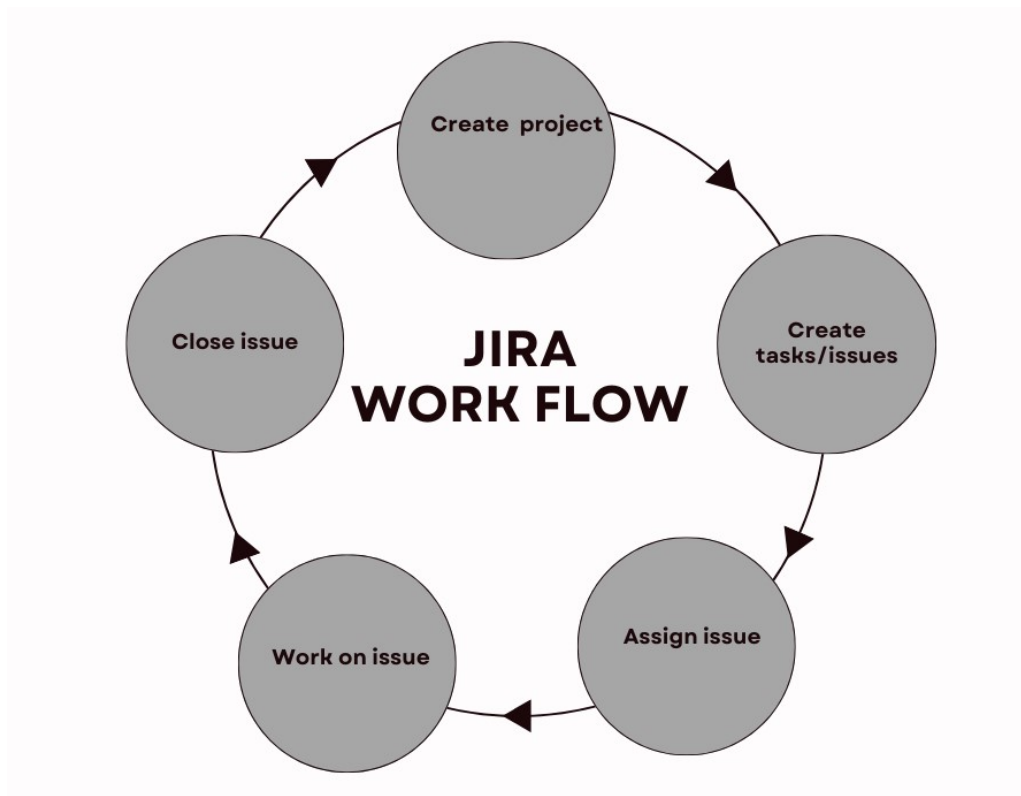 Create project
Create
tasks/issues
Assign issue
Work on issue
Close issue
JIRA
WORK FLOW